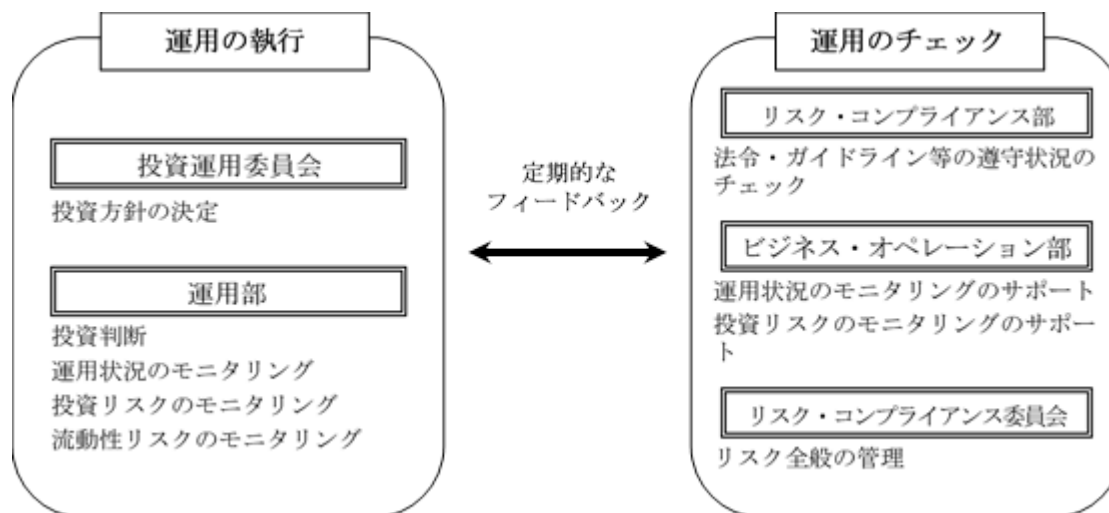 運用の執行
投資運用委員会
投資方針の決定
運用部
投資判断
運用状況のモニタリング
投資リスクのモニタリング
流動性リスクのモニタリング
定期的な
フィードバック
運用のチェック
リスク・コンプライアンス部
法令・ガイドライン等の遵守状況の
チェック
ビジネス・オペレーション部
運用状況のモニタリングのサポート
投資リスクのモニタリングのサポー
ト
リスク・コンプライアンス委員会
リスク全般の管理